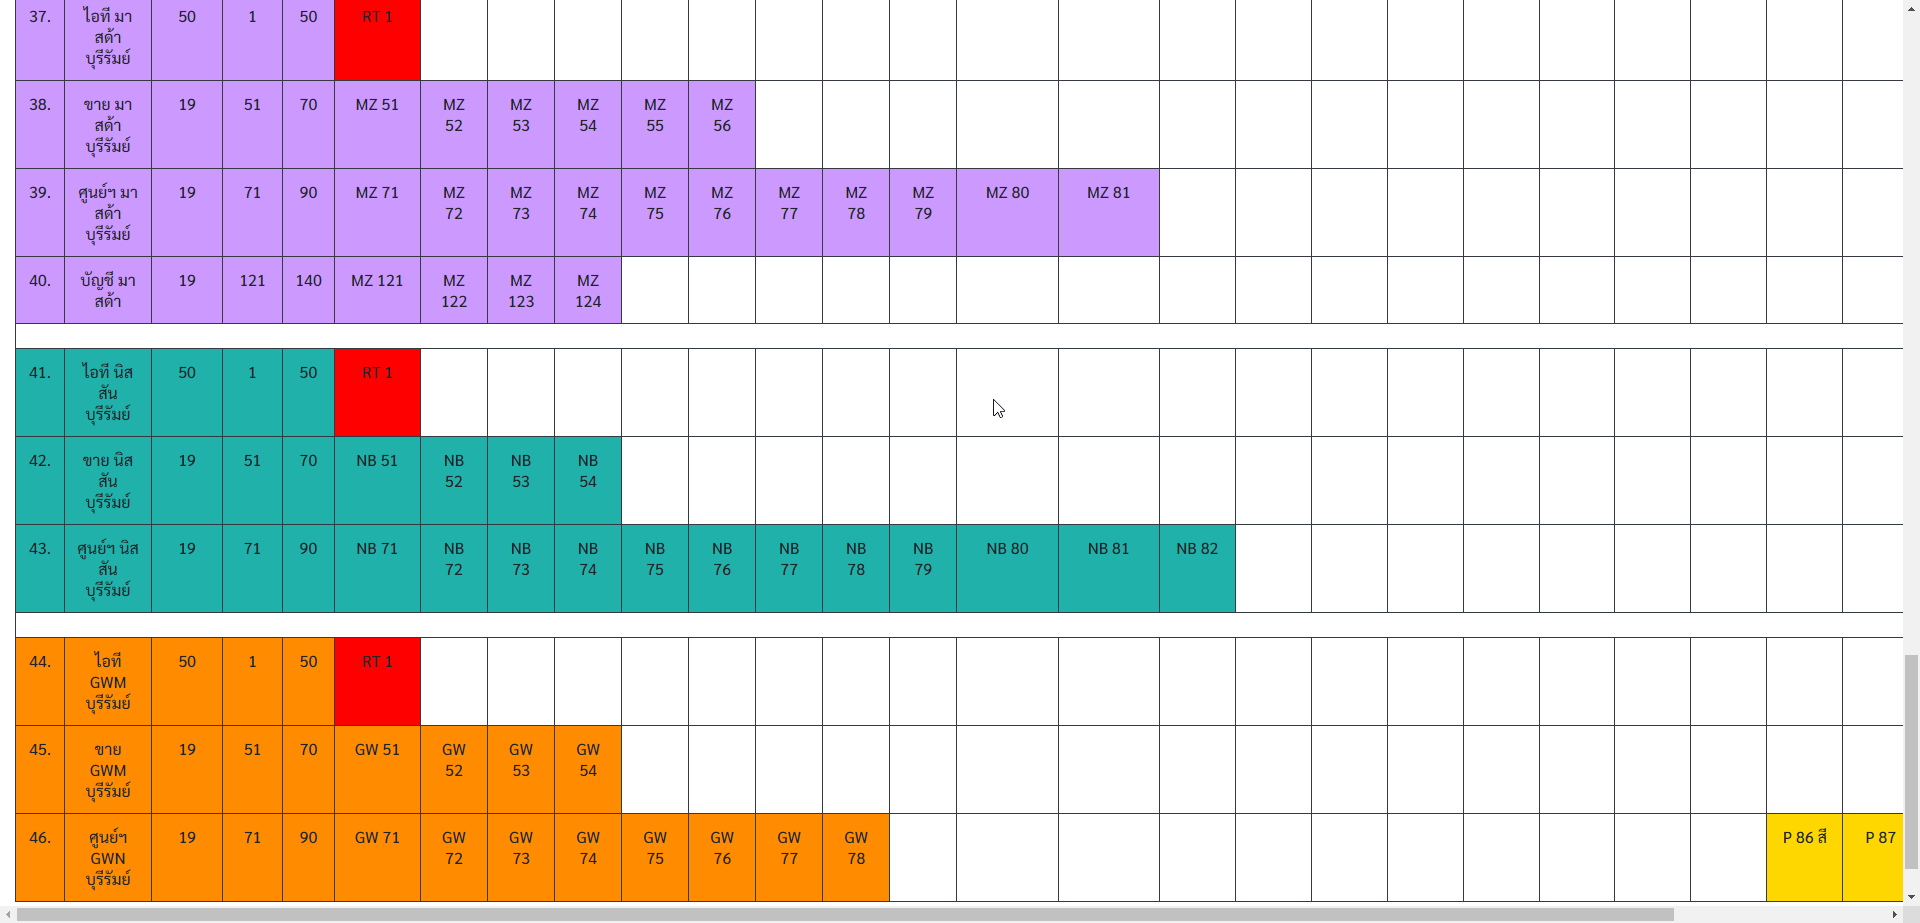 37. ไอที มาสด้า บุรีรัมย์ 50 1 50 RT 1
38. ขาย มาสด้า บุรีรัมย์ 19 51 70 MZ 51 MZ 52 MZ 53 MZ 54 MZ 55 MZ 56
39. ศูนย์ฯ มาสด้า บุรีรัมย์ 19 71 90 MZ 71 MZ 72 MZ 73 MZ 74 MZ 75 MZ 76 MZ 77 MZ 78 MZ 79 MZ 80 MZ 81
40. บัญชี มาสด้า 19 121 140 MZ 121 MZ 122 MZ 123 MZ 124
41. ไอที นิสสัน บุรีรัมย์ 50 1 50 RT 1
42. ขาย นิสสัน บุรีรัมย์ 19 51 70 NB 51 NB 52 NB 53 NB 54
43. ศูนย์ฯ นิสสัน บุรีรัมย์ 19 71 90 NB 71 NB 72 NB 73 NB 74 NB 75 NB 76 NB 77 NB 78 NB 79 NB 80 NB 81 NB 82
44. ไอที GWM บุรีรัมย์ 50 1 50 RT 1
45. ขาย GWM บุรีรัมย์ 19 51 70 GW 51 GW 52 GW 53 GW 54
46. ศูนย์ฯ GWN บุรีรัมย์ 19 71 90 GW 71 GW 72 GW 73 GW 74 GW 75 GW 76 GW 77 GW 78 P 86 สี P 87